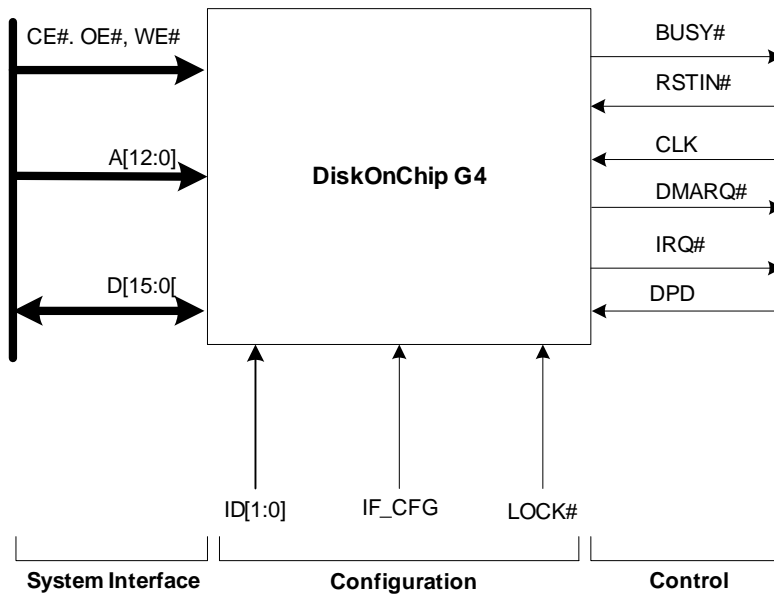 CE#. OE#, WE#
BUSY#
RSTIN#
A[12:0]
CLK
DiskOnChip G4
DMARQ#
IRQ#
D[15:0[
DPD
ID[1:0]
IF_CFG
LOCK#
System Interface
Configuration
Control